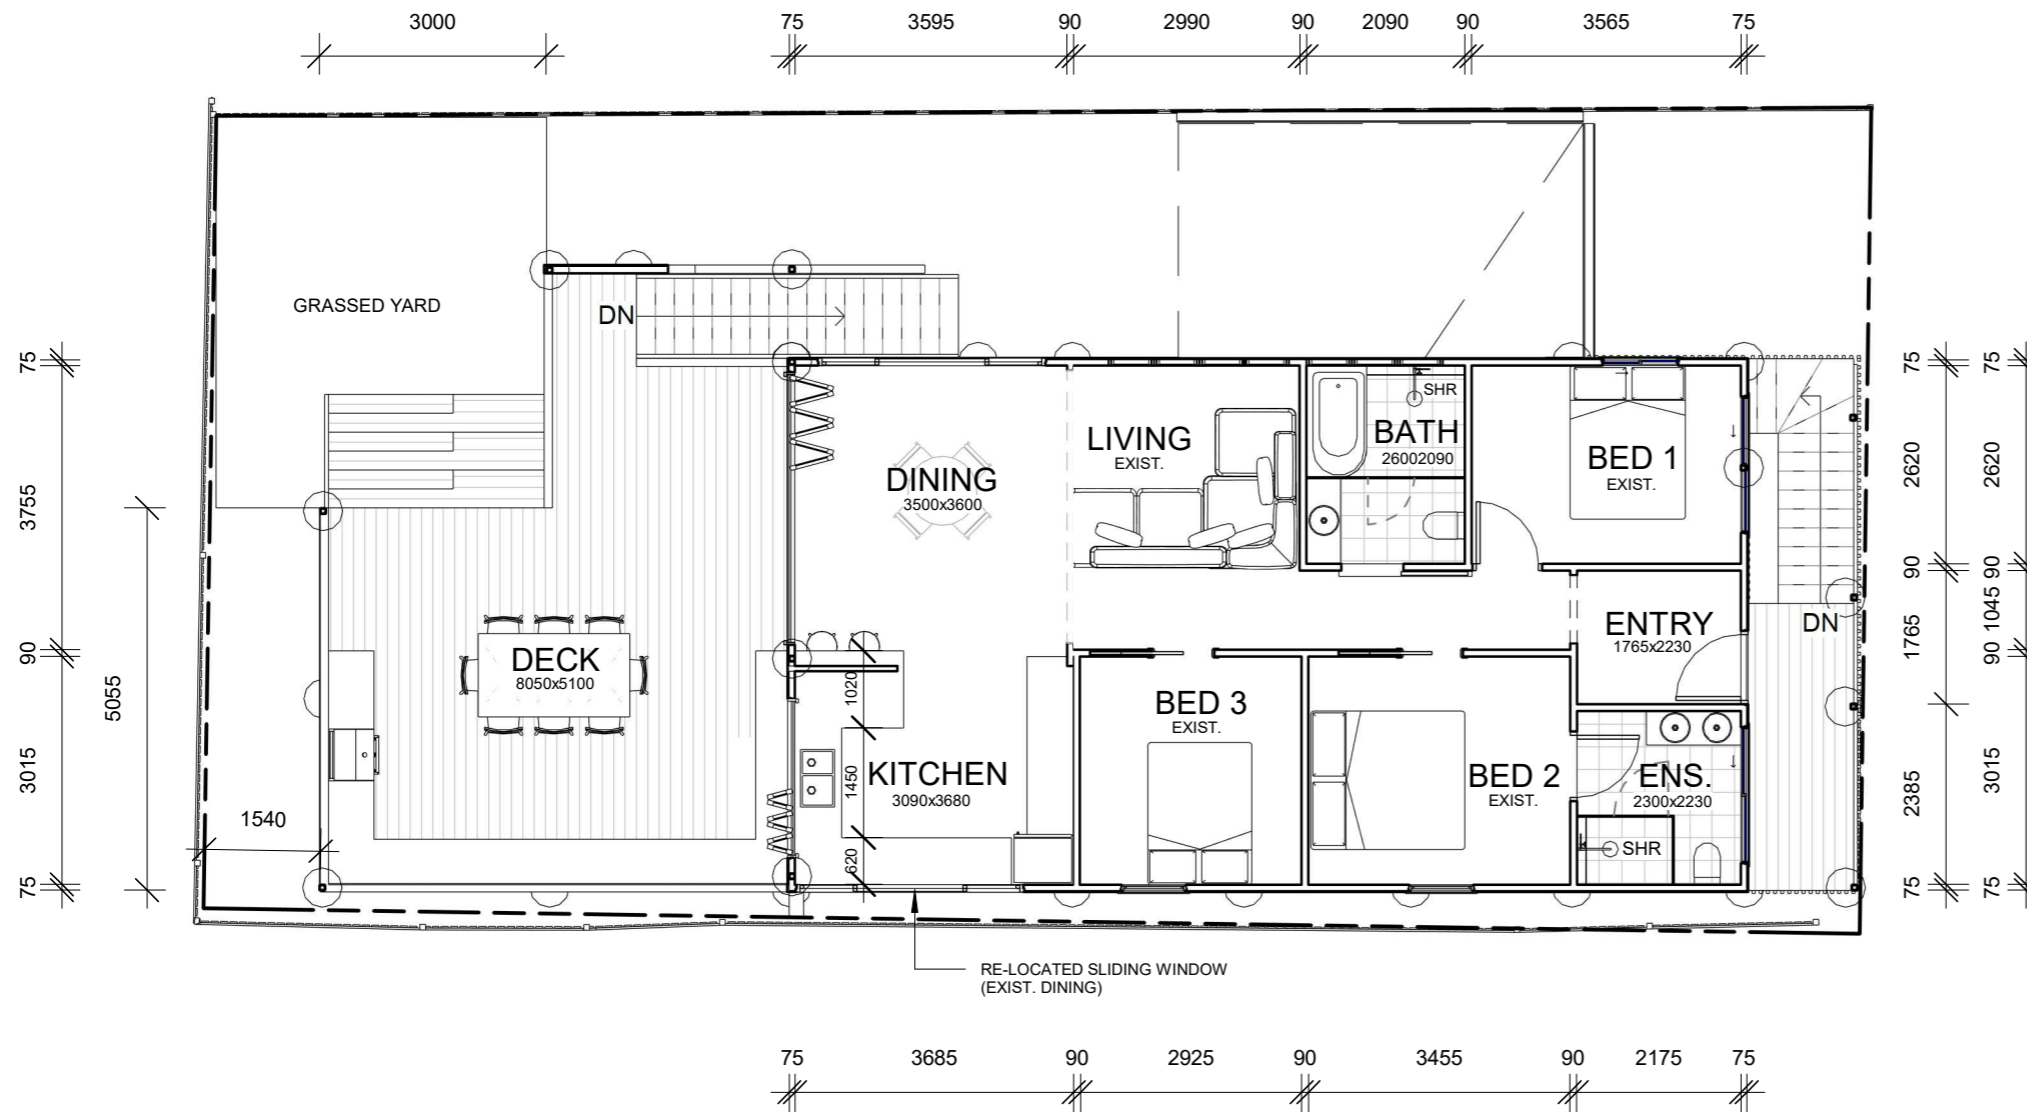 3000 75 3595 90 2990 90 2090 90 3565 75
GRASSED YARD
DN
75
3755
90
3015
75
5055
1540
DINING
3500x3600
LIVING
EXIST.
SHR
BATH
26002090
BED 1
EXIST.
ENTRY
1765x2230
DN
DECK
8050x5100
1020
1450
620
KITCHEN
3090x3680
BED 3
EXIST.
BED 2
EXIST.
ENS.
2300x2230
SHR
75
2620
90
1765
2385
75
75
2620
90
1045
90
3015
75
RE-LOCATED SLIDING WINDOW
(EXIST. DINING)
75 3685 90 2925 90 3455 90 2175 75